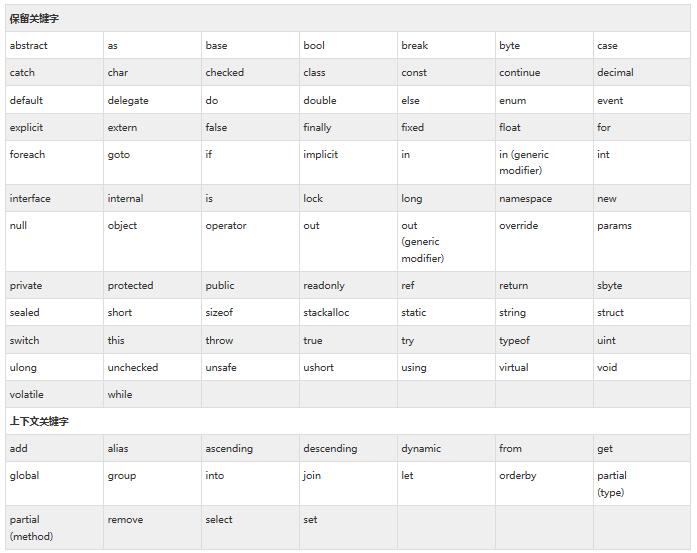 保留关键字
abstract as base bool break byte case
catch char checked class const continue decimal
default delegate do double else enum event
explicit extern false finally fixed float for
foreach goto if implicit in in (generic modifier) int
interface internal is lock long namespace new
null object operator out out (generic modifier) override params
private protected public readonly ref return sbyte
sealed short sizeof stackalloc static string struct
switch this throw true try typeof uint
ulong unchecked unsafe ushort using virtual void
volatile while
上下文关键字
add alias ascending descending dynamic from get
global group into join let orderby partial (type)
partial (method) remove select set